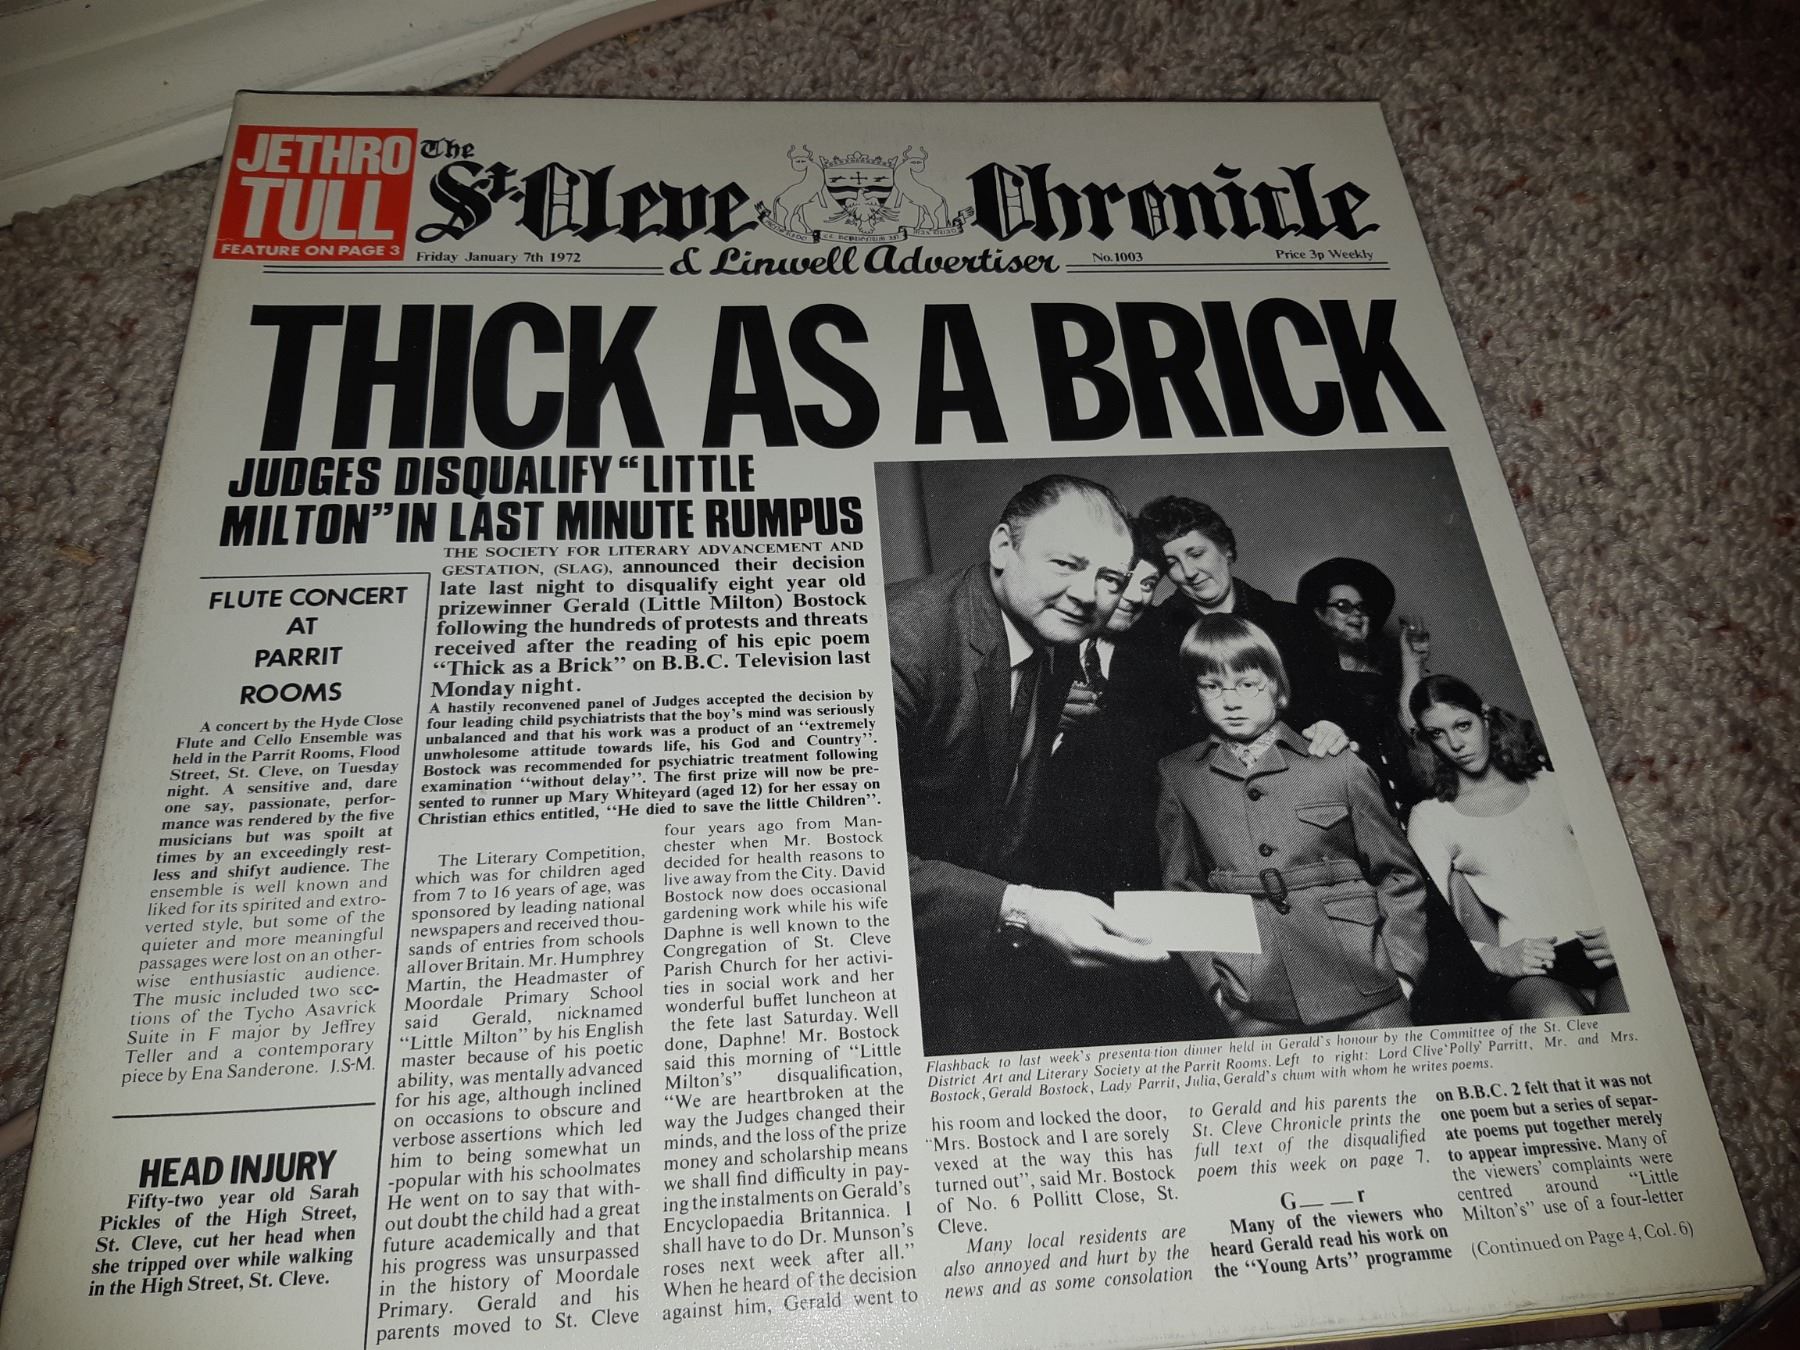 JETHRO
TULL
FEATURE ON PAGE 3
The
St. Cleve Chronicle
& Linwell Advertiser
Friday January 7th 1972
No.1003
Price 3p Weekly
THICK AS A BRICK
JUDGES DISQUALIFY “LITTLE
MILTON” IN LAST MINUTE RUMPUS
FLUTE CONCERT
AT
PARRIT
ROOMS
A concert by the Hyde Close
Flute and Cello Ensemble was
held in the Parrit Rooms, Flood
Street, St. Cleve, on Tuesday
night. A sensitive and, dare
one say, passionate, perfor-
mance was rendered by the five
musicians but was spoilt at
times by an exceedingly rest-
less and shifyt audience. The
ensemble is well known and
liked for its spirited and extro-
verted style, but some of the
quieter and more meaningful
passages were lost on an other-
wise enthusiastic audience.
The music included two sec-
tions of the Tycho Asavrick
Suite in F major by Jeffrey
Teller and a contemporary
piece by Ena Sanderone. J.S-M.
HEAD INJURY
Fifty-two year old Sarah
Pickles of the High Street,
St. Cleve, cut her head when
she tripped over while walking
in the High Street, St. Cleve.
THE SOCIETY FOR LITERARY ADVANCEMENT AND
GESTATION, (SLAG), announced their decision
late last night to disqualify eight year old
prizewinner Gerald (Little Milton) Bostock
following the hundreds of protests and threats
received after the reading of his epic poem
“Thick as a Brick” on B.B.C. Television last
Monday night.
A hastily reconvened panel of Judges accepted the decision by
four leading child psychiatrists that the boy’s mind was seriously
unbalanced and that his work was a product of an “extremely
unwholesome attitude towards life, his God and Country”.
Bostock was recommended for psychiatric treatment following
examination “without delay”. The first prize will now be pre-
sented to runner up Mary Whiteyard (aged 12) for her essay on
Christian ethics entitled, “He died to save the little Children”.
The Literary Competition,
which was for children aged
from 7 to 16 years of age, was
sponsored by leading national
newspapers and received thou-
sands of entries from schools
all over Britain. Mr. Humphrey
Martin, the Headmaster of
Moordale Primary School
said Gerald, nicknamed
“Little Milton” by his English
master because of his poetic
ability, was mentally advanced
for his age, although inclined
on occasions to obscure and
verbose assertions which led
him to being somewhat un
-popular with his schoolmates
He went on to say that with-
out doubt the child had a great
future academically and that
his progress was unsurpassed
in the history of Moordale
Primary. Gerald and his
parents moved to St. Cleve
four years ago from Man-
chester when Mr. Bostock
decided for health reasons to
live away from the City. David
Bostock now does occasional
gardening work while his wife
Daphne is well known to the
Congregation of St. Cleve
Parish Church for her activi-
ties in social work and her
wonderful buffet luncheon at
the fete last Saturday. Well
done, Daphne! Mr. Bostock
said this morning of “Little
Milton’s” disqualification,
“We are heartbroken at the
way the Judges changed their
minds, and the loss of the prize
money and scholarship means
we shall find difficulty in pay-
ing the instalments on Gerald’s
Encyclopaedia Britannica. I
shall have to do Dr. Munson’s
roses next week after all.”
When he heard of the decision
against him, Gerald went to
Flashback to last week’s presentation dinner held in Gerald’s honour by the Committee of the St. Cleve
District Art and Literary Society at the Parrit Rooms. Left to right: Lord Clive‘Polly’ Parritt, Mr. and Mrs.
Bostock, Gerald Bostock, Lady Parrit, Julia, Gerald’s chum with whom he writes poems.
his room and locked the door,
“Mrs. Bostock and I are sorely
vexed at the way this has
turned out”, said Mr. Bostock
of No. 6 Pollitt Close, St.
Cleve.
Many local residents are
also annoyed and hurt by the
news and as some consolation
to Gerald and his parents the
St. Cleve Chronicle prints the
full text of the disqualified
poem this week on page 7.
G___r
Many of the viewers who
heard Gerald read his work on
the “Young Arts” programme
on B.B.C. 2 felt that it was not
one poem but a series of separ-
ate poems put together merely
to appear impressive. Many of
the viewers’ complaints were
centred around “Little
Milton’s” use of a four-letter
(Continued on Page 4, Col. 6)